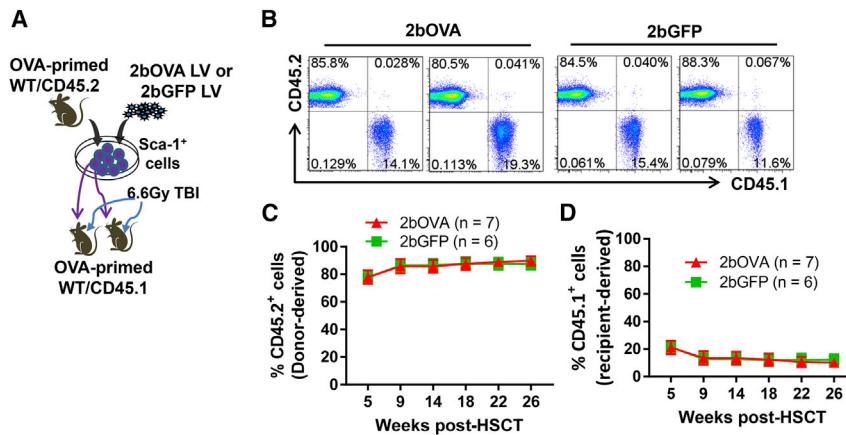 A
OVA-primed
WT/CD45.2
2bOVA LV or
2bGFP LV
Sca-1⁺
cells
6.6Gy TBI
OVA-primed
WT/CD45.1
B
2bOVA
2bGFP
CD45.2
85.8% 0.028%
0.129% 14.1%
80.5% 0.041%
0.113% 19.3%
84.5% 0.040%
0.061% 15.4%
88.3% 0.067%
0.079% 11.6%
CD45.1
C
2bOVA (n = 7)
2bGFP (n = 6)
% CD45.2⁺ cells
(Donor-derived)
100
80
60
40
20
0
5 9 14 18 22 26
Weeks post-HSCT
D
2bOVA (n = 7)
2bGFP (n = 6)
% CD45.1⁺ cells
(recipient-derived)
100
80
60
40
20
0
5 9 14 18 22 26
Weeks post-HSCT